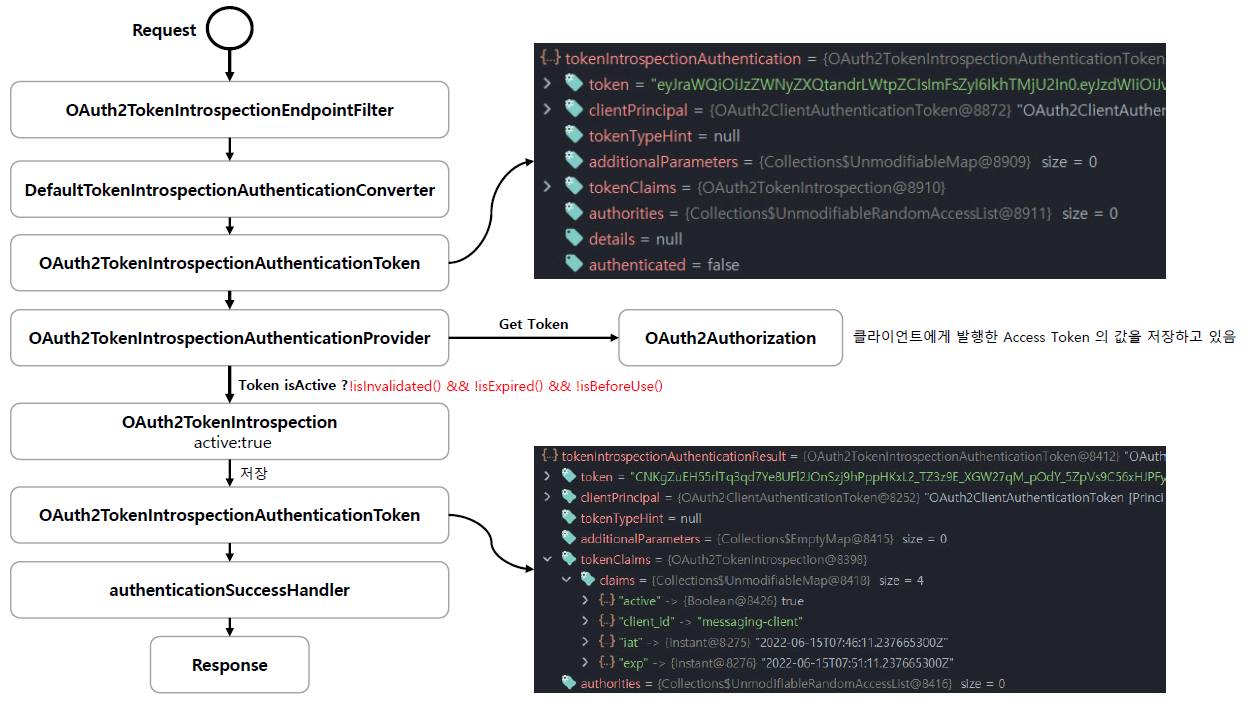 Request
OAuth2TokenIntrospectionEndpointFilter
DefaultTokenIntrospectionAuthenticationConverter
OAuth2TokenIntrospectionAuthenticationToken
{..} tokenIntrospectionAuthentication = {OAuth2TokenIntrospectionAuthenticationToken
token = "eyJraWQiOiJzZWNyZXQtandrLWtpZCIsImFsZyI6IkhTMjU2In0.eyJzdWIiOiJv
clientPrincipal = {OAuth2ClientAuthenticationToken@8872} "OAuth2ClientAuther
tokenTypeHint = null
additionalParameters = {Collections$UnmodifiableMap@8909} size = 0
tokenClaims = {OAuth2TokenIntrospection@8910}
authorities = {Collections$UnmodifiableRandomAccessList@8911} size = 0
details = null
authenticated = false
OAuth2TokenIntrospectionAuthenticationProvider
Get Token
OAuth2Authorization
클라이언트에게 발행한 Access Token 의 값을 저장하고 있음
Token isActive ? !isInvalidated() && !isExpired() && !isBeforeUse()
OAuth2TokenIntrospection
active:true
저장
OAuth2TokenIntrospectionAuthenticationToken
authenticationSuccessHandler
Response
{..} tokenIntrospectionAuthenticationResult = {OAuth2TokenIntrospectionAuthenticationToken@8412} "OAuth
token = "CNKgZuEH55rlTq3qd7Ye8UFl2JOnSzj9hPppHKxL2_TZ3z9E_XGW27qM_pOdY_5ZpVs9C56xHJPFy
clientPrincipal = {OAuth2ClientAuthenticationToken@8252} "OAuth2ClientAuthenticationToken [Princi
tokenTypeHint = null
additionalParameters = {Collections$EmptyMap@8415} size = 0
tokenClaims = {OAuth2TokenIntrospection@8398}
claims = {Collections$UnmodifiableMap@8418} size = 4
{..} "active" -> {Boolean@8426} true
{..} "client_id" -> "messaging-client"
{..} "iat" -> {Instant@8275} "2022-06-15T07:46:11.237665300Z"
{..} "exp" -> {Instant@8276} "2022-06-15T07:51:11.237665300Z"
authorities = {Collections$UnmodifiableRandomAccessList@8416} size = 0